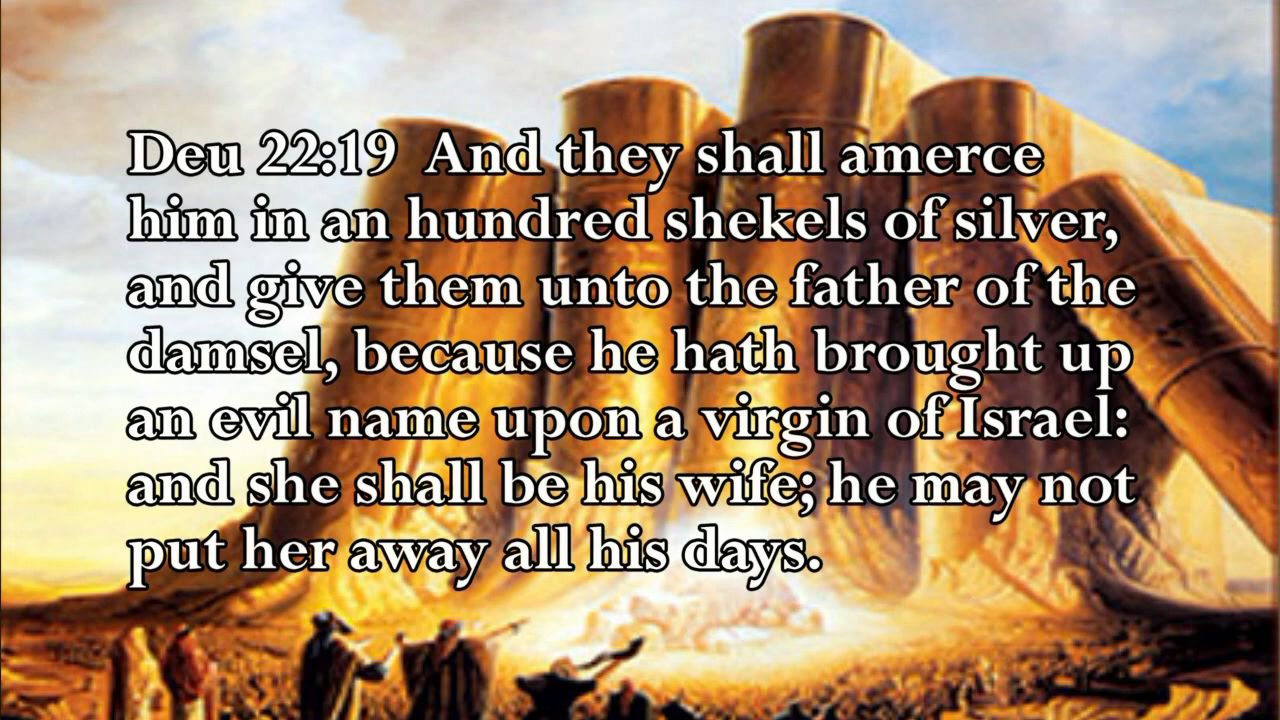 Deu 22:19  And they shall amerce
him in an hundred shekels of silver,
and give them unto the father of the
damsel, because he hath brought up
an evil name upon a virgin of Israel:
and she shall be his wife; he may not
put her away all his days.